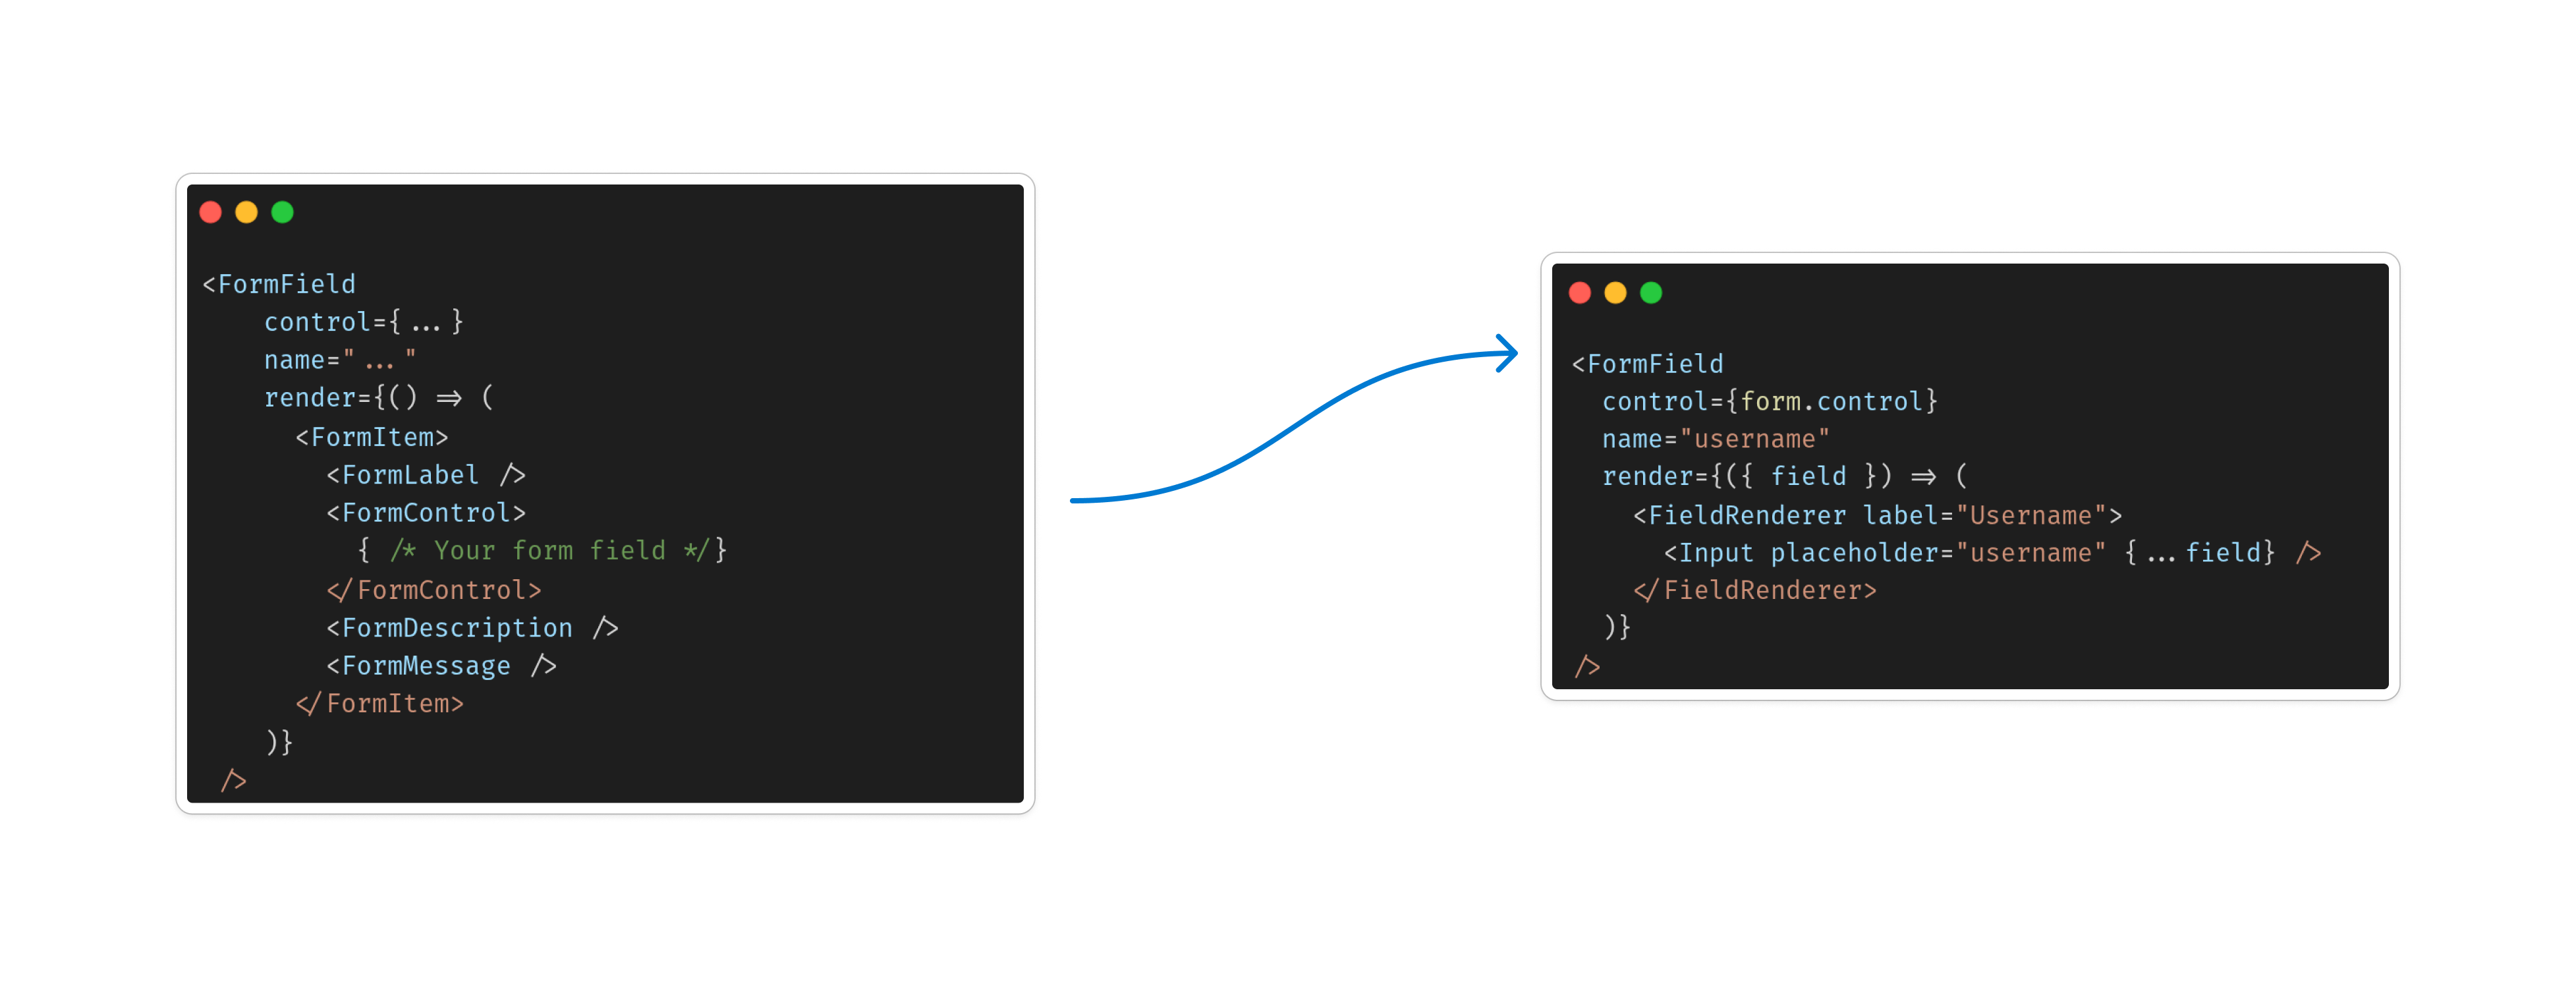 <FormField
    control={ ... }
    name=" ... "
    render={() => (
      <FormItem>
        <FormLabel />
        <FormControl>
          { /* Your form field */}
        </FormControl>
        <FormDescription />
        <FormMessage />
      </FormItem>
    )}
 />
<FormField
  control={form.control}
  name="username"
  render={({ field }) => (
    <FieldRenderer label="Username">
      <Input placeholder="username" { ... field} />
    </FieldRenderer>
  )}
/>